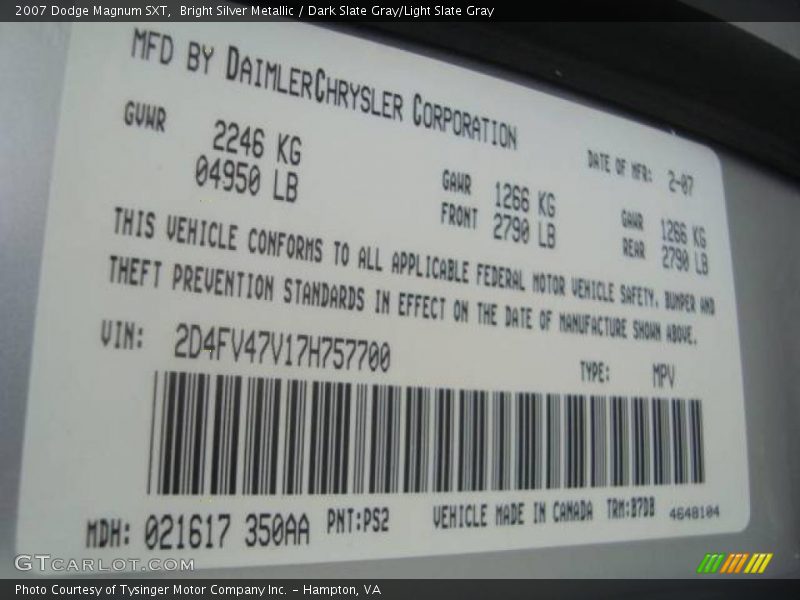 2007 Dodge Magnum SXT,  Bright Silver Metallic / Dark Slate Gray/Light Slate Gray
MFD BY DAIMLERCHRYSLER CORPORATION
DATE OF MFR: 2-07
GVWR 2246 KG
04950 LB
GAWR FRONT 1266 KG
2790 LB
GAWR REAR 1266 KG
2790 LB
THIS VEHICLE CONFORMS TO ALL APPLICABLE FEDERAL MOTOR VEHICLE SAFETY, BUMPER AND
THEFT PREVENTION STANDARDS IN EFFECT ON THE DATE OF MANUFACTURE SHOWN ABOVE.
VIN: 2D4FV47V17H757700
TYPE: MPV
MDH: 021617 350AA PNT:PS2 VEHICLE MADE IN CANADA TRM:B7DB 4648104
GTCARLOT.COM
Photo Courtesy of Tysinger Motor Company Inc. - Hampton, VA